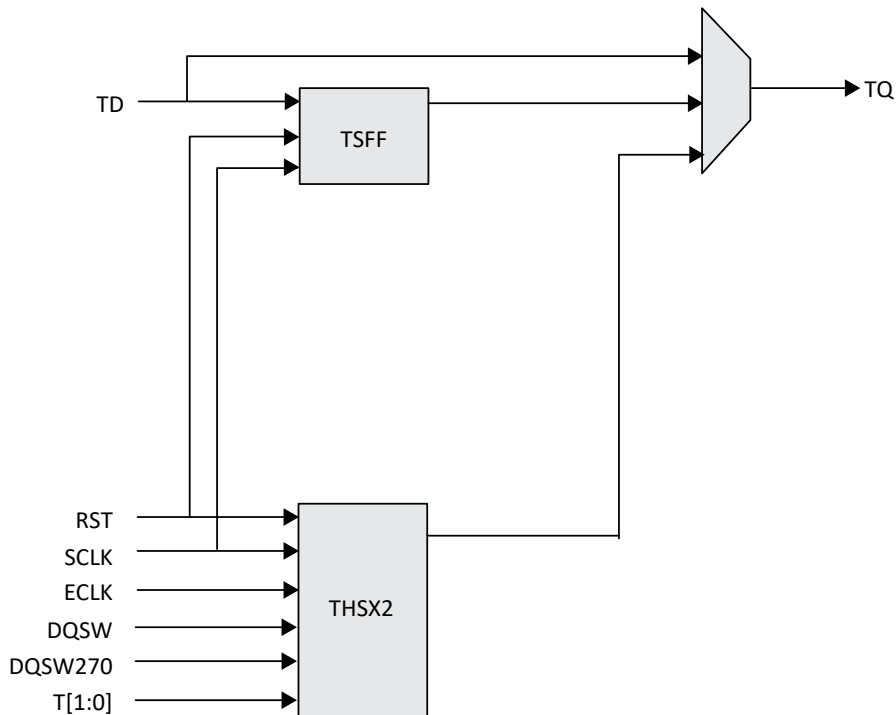 TD
TSFF
TQ
RST
SCLK
ECLK
THSX2
DQSW
DQSW270
T[1:0]